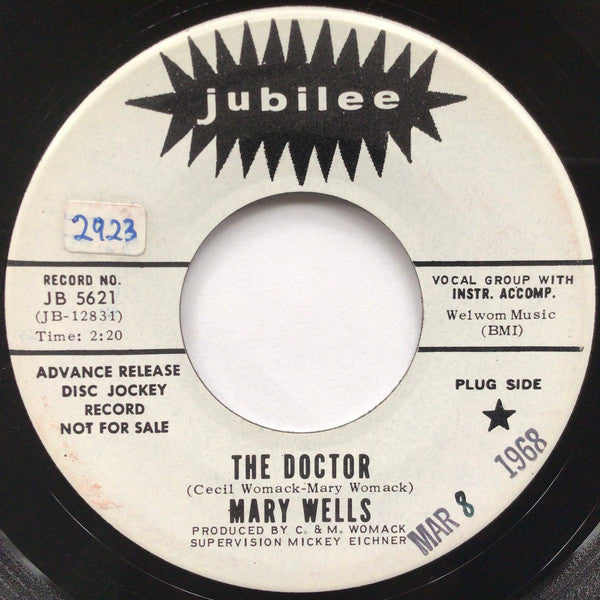 jubilee
2923
RECORD NO.
JB 5621
(JB-12831)
Time: 2:20
VOCAL GROUP WITH
INSTR. ACCOMP.
Welwom Music
(BMI)
ADVANCE RELEASE
DISC JOCKEY
RECORD
NOT FOR SALE
PLUG SIDE
THE DOCTOR
(Cecil Womack-Mary Womack)
MARY WELLS
PRODUCED BY C. & M. WOMACK
SUPERVISION MICKEY EICHNER
MAR 8 1968